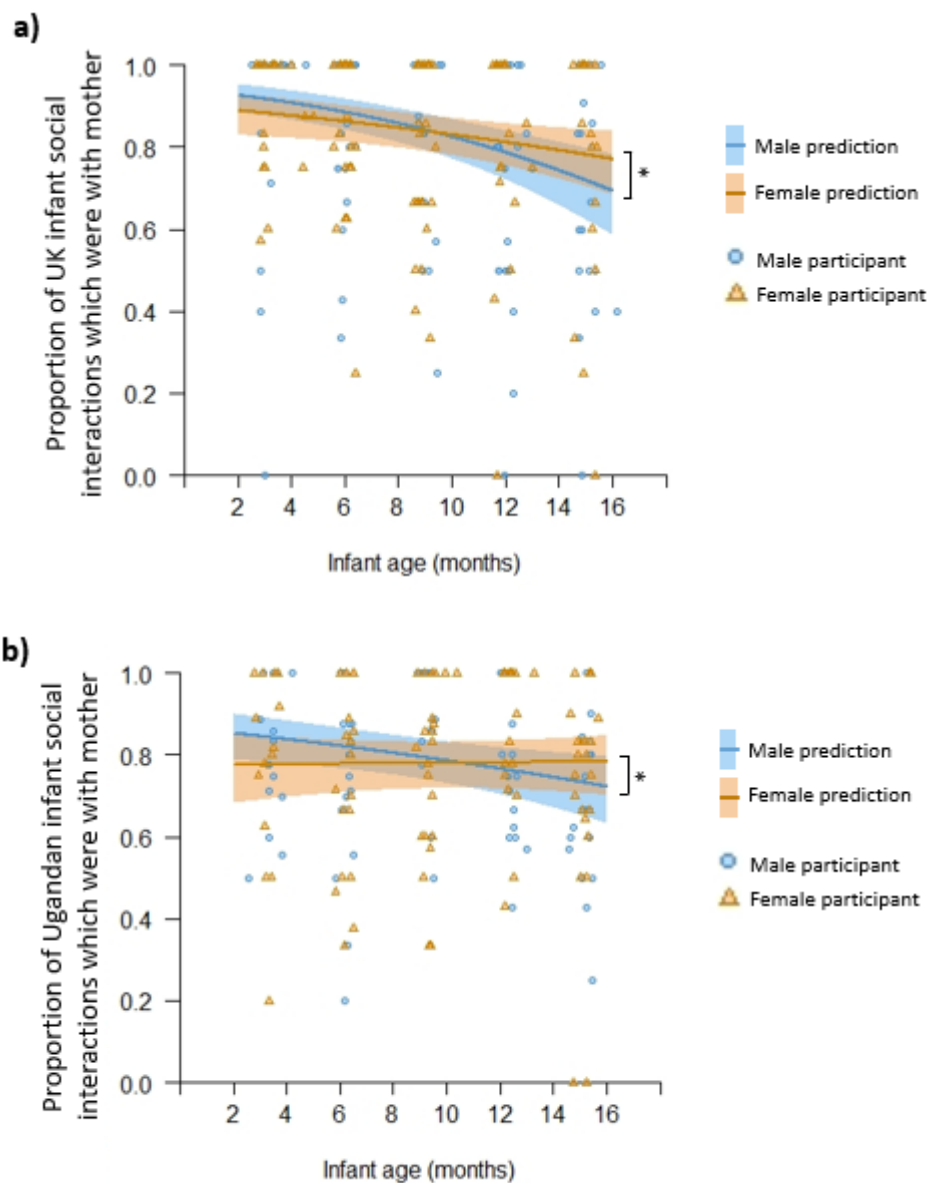 a)
Proportion of UK infant social
interactions which were with mother
1.0
0.8
0.6
0.4
0.2
0.0
2 4 6 8 10 12 14 16
Infant age (months)
*
Male prediction
Female prediction
Male participant
Female participant
b)
Proportion of Ugandan infant social
interactions which were with mother
1.0
0.8
0.6
0.4
0.2
0.0
2 4 6 8 10 12 14 16
Infant age (months)
*
Male prediction
Female prediction
Male participant
Female participant